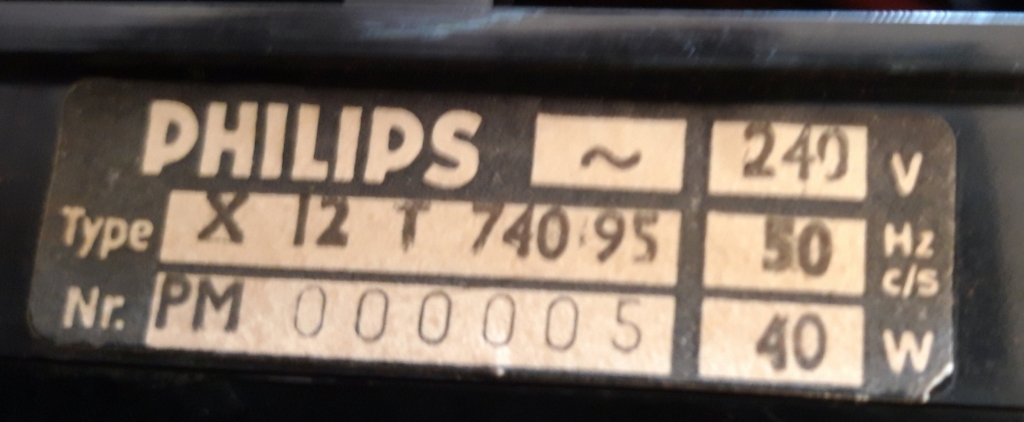 PHILIPS ~ 240 V
Type X 12 T 740.95 50 Hz c/s
Nr. PM 000005 40 W